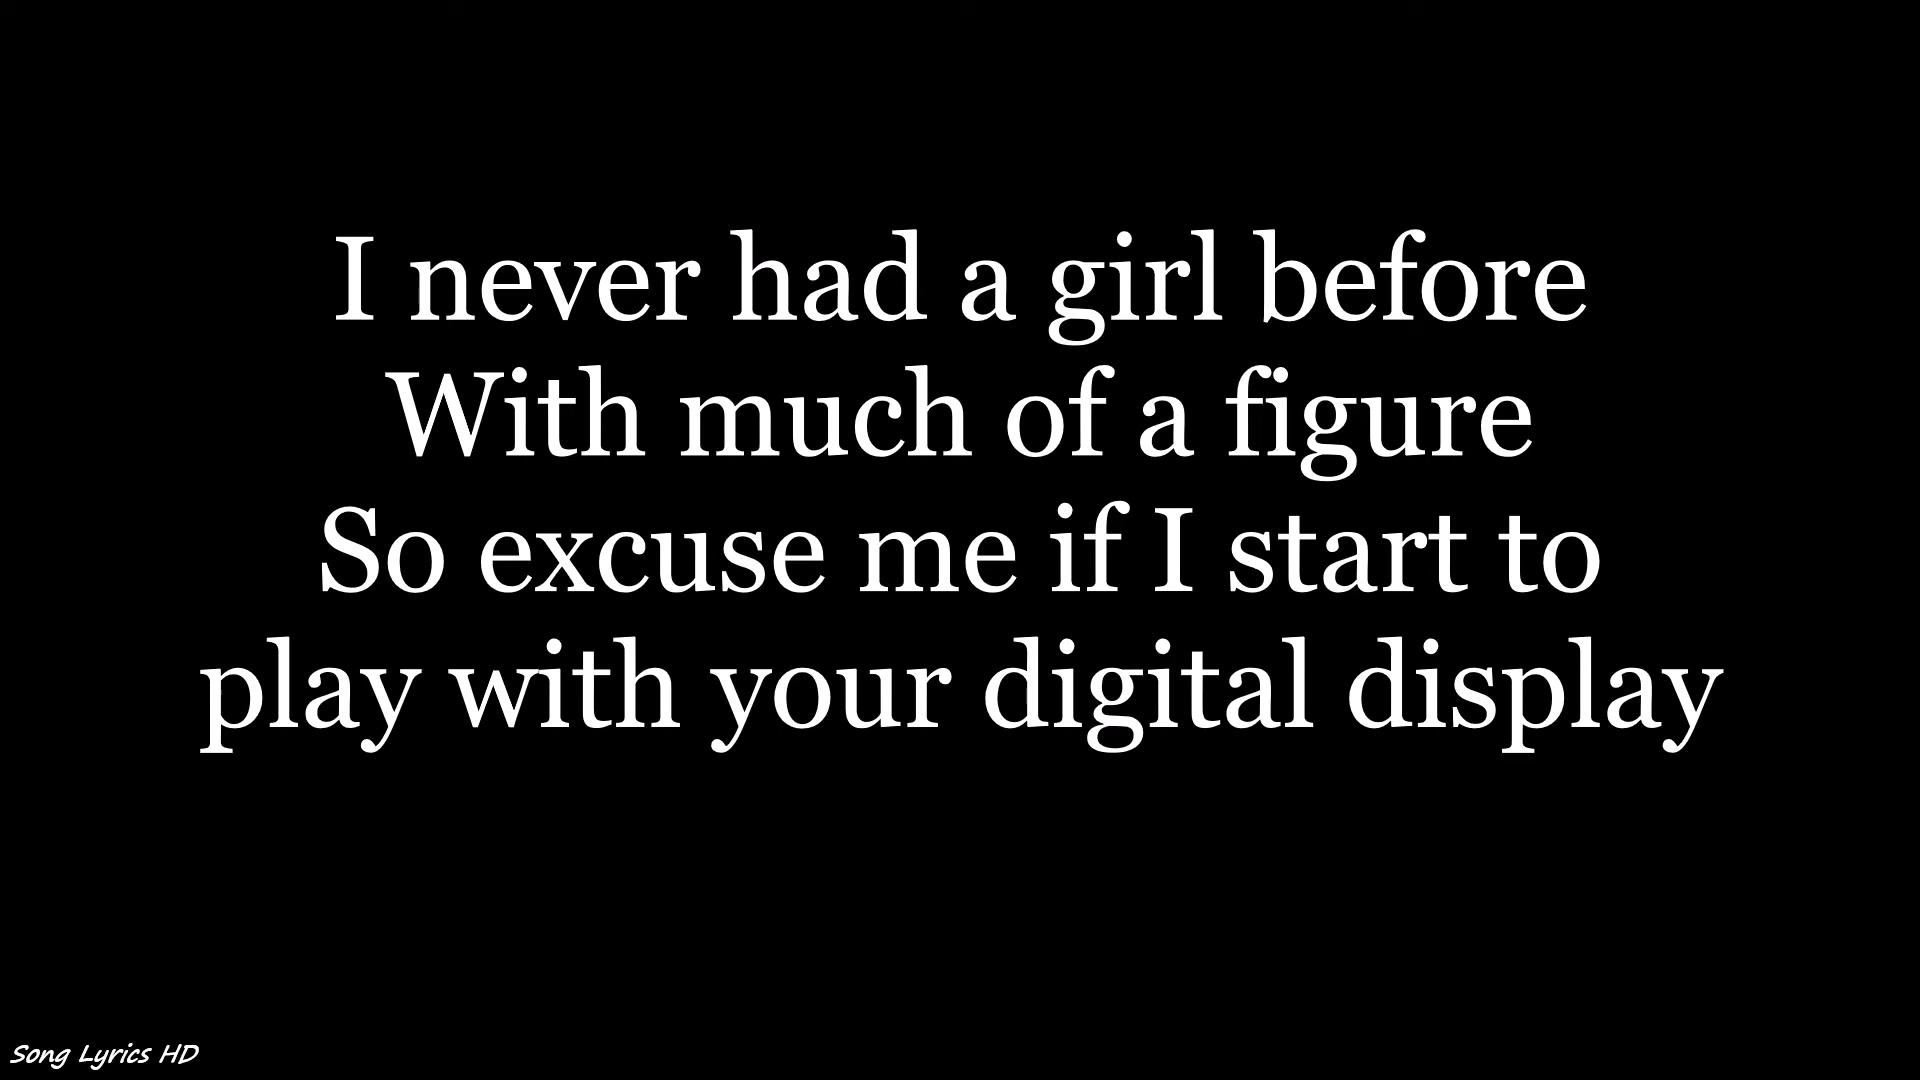 I never had a girl before
With much of a figure
So excuse me if I start to
play with your digital display
Song Lyrics HD